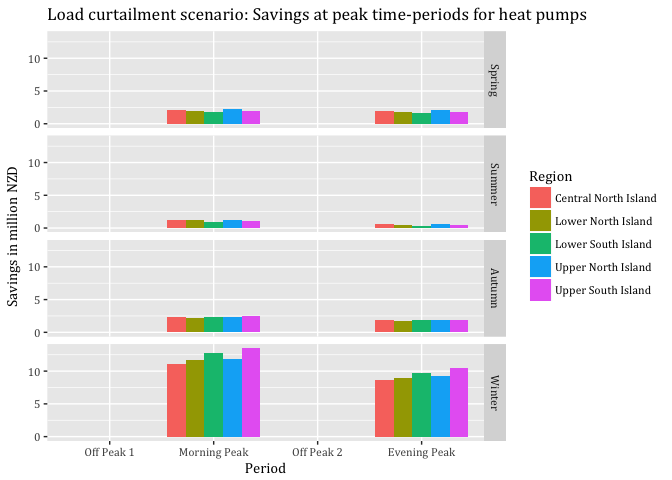 Load curtailment scenario: Savings at peak time-periods for heat pumps
Savings in million NZD
10
5
0
Spring
10
5
0
Summer
10
5
0
Autumn
10
5
0
Winter
Off Peak 1
Morning Peak
Off Peak 2
Evening Peak
Period
Region
Central North Island
Lower North Island
Lower South Island
Upper North Island
Upper South Island